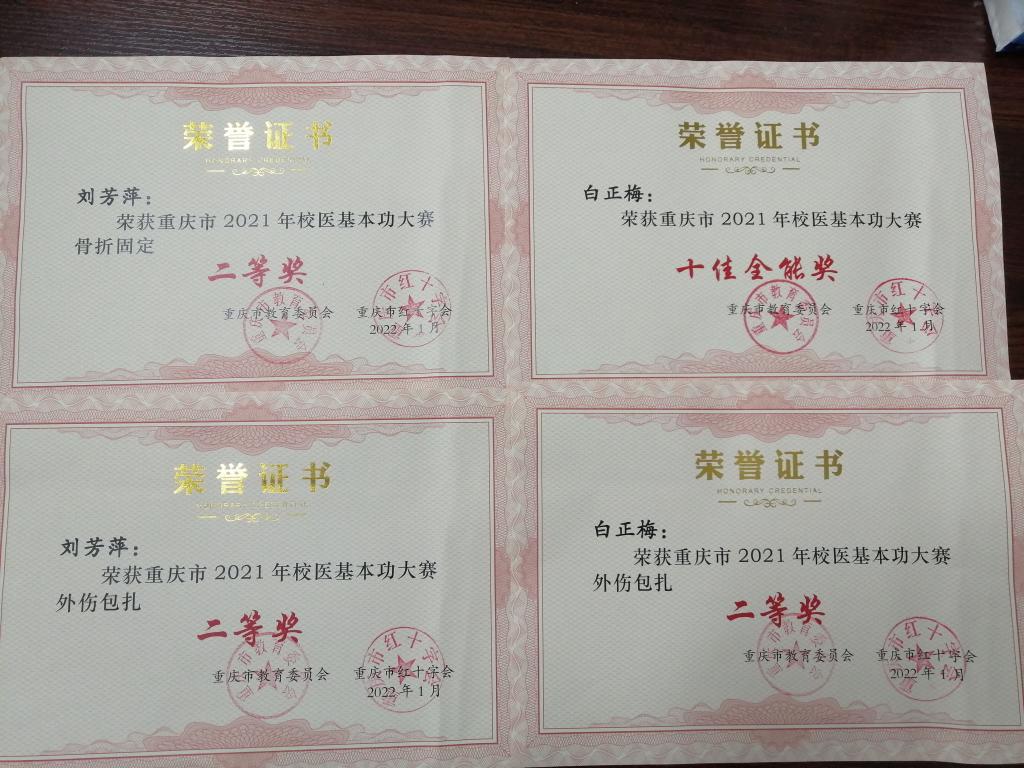 荣誉证书
HONORARY CREDENTIAL
刘芳萍：
荣获重庆市 2021 年校医基本功大赛
骨折固定
二等奖
重庆市教育委员会 重庆市红十字会
2022 年 1 月
荣誉证书
HONORARY CREDENTIAL
白正梅：
荣获重庆市 2021 年校医基本功大赛
十佳全能奖
重庆市教育委员会 重庆市红十字会
2022 年 1 月
荣誉证书
HONORARY CREDENTIAL
刘芳萍：
荣获重庆市 2021 年校医基本功大赛
外伤包扎
二等奖
重庆市教育委员会 重庆市红十字会
2022 年 1 月
荣誉证书
HONORARY CREDENTIAL
白正梅：
荣获重庆市 2021 年校医基本功大赛
外伤包扎
二等奖
重庆市教育委员会 重庆市红十字会
2022 年 1 月